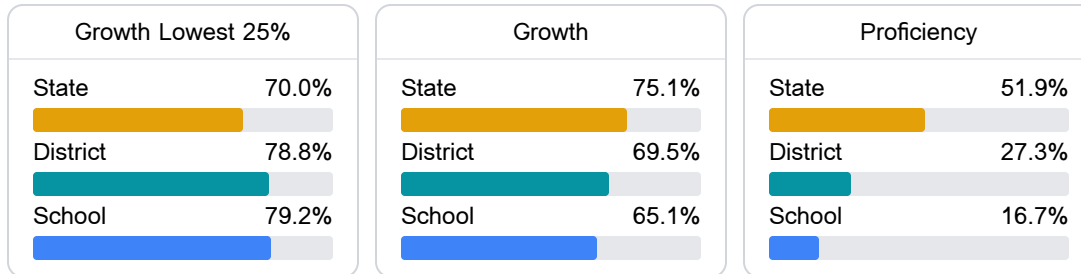 Growth Lowest 25%
State 70.0%
District 78.8%
School 79.2%
Growth
State 75.1%
District 69.5%
School 65.1%
Proficiency
State 51.9%
District 27.3%
School 16.7%